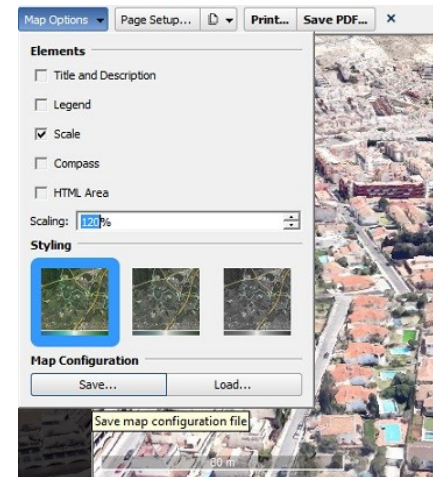 Map Options Page Setup... Print... Save PDF... ×
Elements
Title and Description
Legend
Scale
Compass
HTML Area
Scaling: 120%
Styling
Map Configuration
Save... Load...
Save map configuration file
80 m